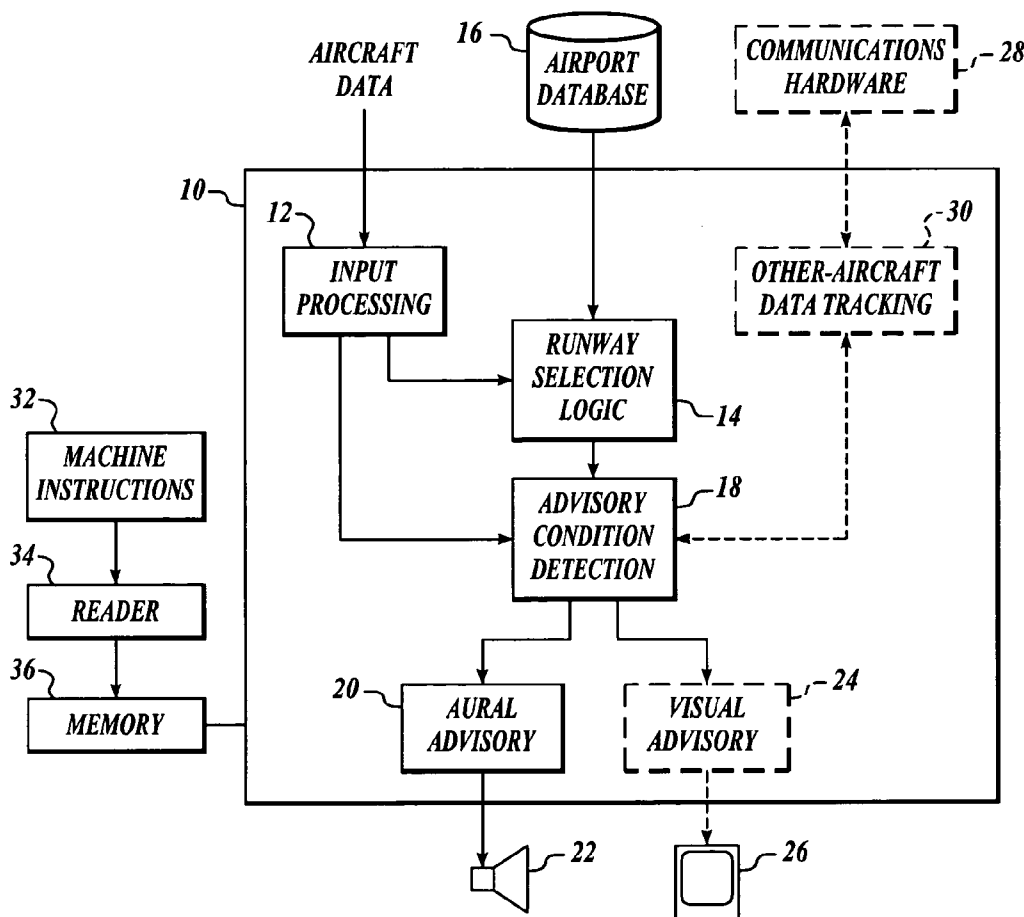 AIRCRAFT
DATA
16
AIRPORT
DATABASE
COMMUNICATIONS
HARDWARE
28
10
12
INPUT
PROCESSING
30
OTHER-AIRCRAFT
DATA TRACKING
RUNWAY
SELECTION
LOGIC
14
32
MACHINE
INSTRUCTIONS
18
ADVISORY
CONDITION
DETECTION
34
READER
36
MEMORY
20
AURAL
ADVISORY
24
VISUAL
ADVISORY
22
26